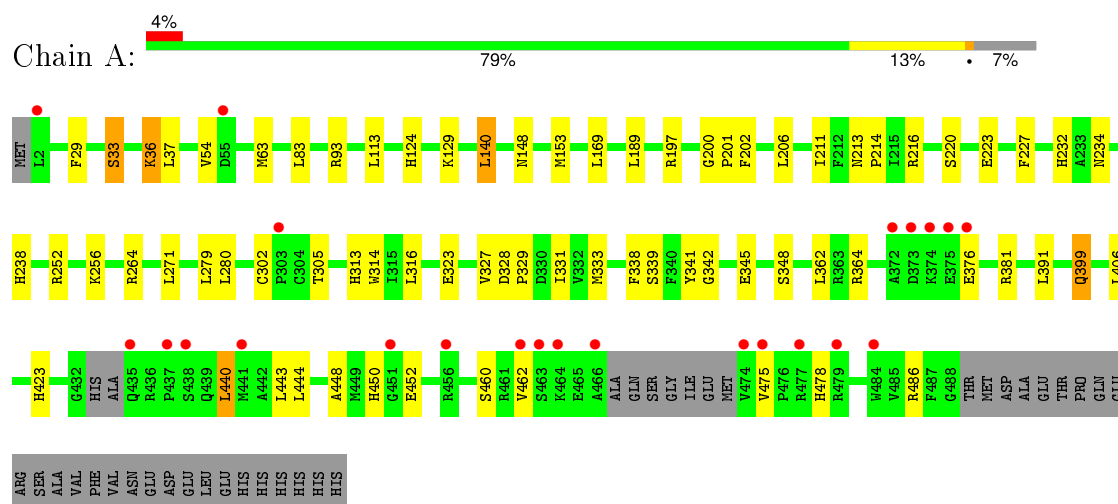 4%
Chain A:
79% 13% • 7%
MET L2 F29 S33 K36 L37 V54 D55 M63 L83 R93 L113 H124 K129 L140 N148 M153 L169 L189 R197 G200 P201 F202 L206 I211 F212 N213 P214 I215 R216 S220 E223 F227 H232 A233 N234
H238 R252 K256 R264 L271 L279 L280 C302 P303 C304 T305 H313 W314 I315 L316 E323 V327 D328 P329 D330 I331 V332 M333 F338 S339 F340 Y341 G342 E345 S348 L362 R363 R364 A372 D373 K374 E375 E376 R381 L391 Q399 L406
H423 G432 HIS ALA Q435 R436 P437 S438 Q439 L440 M441 A442 L443 L444 A448 M449 H450 G451 E452 R456 S460 R461 V462 S463 K464 E465 A466 ALA GLN SER GLY ILE GLU MET V474 V475 P476 R477 H478 R479 W484 V485 R486 F487 G488 THR MET ASP ALA GLU THR PRO GLN GLU
ARG SER ALA VAL PHE VAL ASN GLU ASP GLU LEU GLU HIS HIS HIS HIS HIS HIS